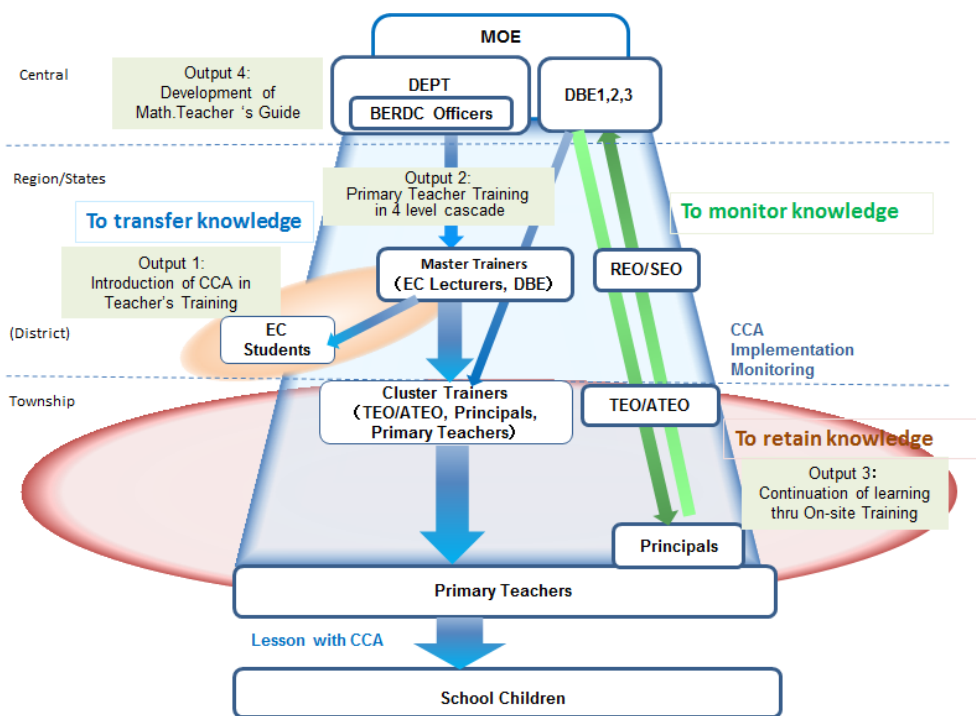 MOE
Central
Output 4:
Development of
Math.Teacher ‘s Guide
DEPT
BERDC Officers
DBE1,2,3
Region/States
Output 2:
Primary Teacher Training
in 4 level cascade
To transfer knowledge
To monitor knowledge
Output 1:
Introduction of CCA in
Teacher’s Training
Master Trainers
(EC Lecturers, DBE)
REO/SEO
(District)
EC
Students
CCA
Implementation
Monitoring
Township
Cluster Trainers
(TEO/ATEO, Principals,
Primary Teachers)
TEO/ATEO
To retain knowledge
Output 3:
Continuation of learning
thru On-site Training
Principals
Primary Teachers
Lesson with CCA
School Children